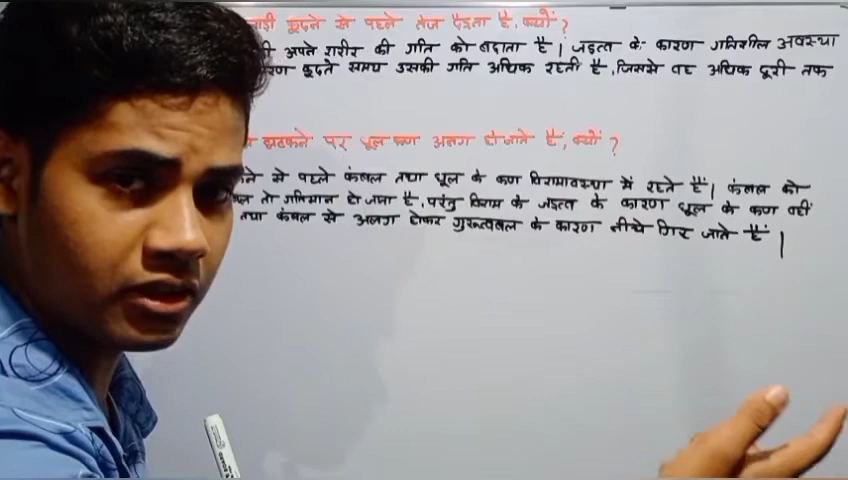 कूदने से पहले तेज दौड़ता है, क्यों?
अपने शरीर की गति को बढ़ाता है। जड़त्व के कारण गतिशील अवस्था
कूदते समय उसकी गति अधिक रहती है, जिससे वह अधिक दूरी तक
झटकने पर धूल कण अलग हो जाते हैं, क्यों?
से पहले कंबल तथा धूल के कण विरामावस्था में रहते हैं। कंबल को
तो गतिमान हो जाता है, परंतु विराम के जड़त्व के कारण धूल के कण वहीं
तथा कंबल से अलग होकर गुरुत्वबल के कारण नीचे गिर जाते हैं।